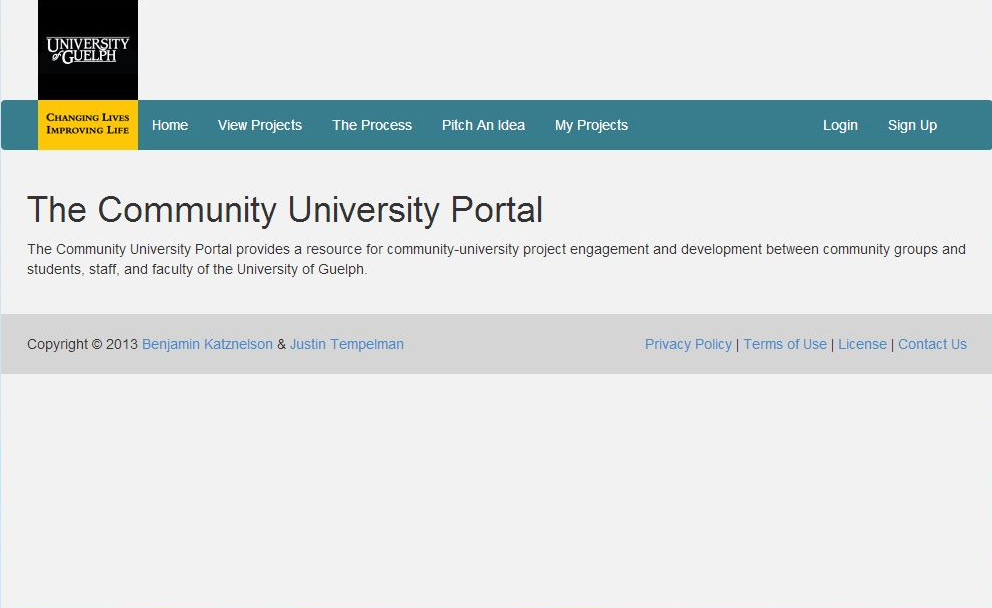 UNIVERSITY
of GUELPH
CHANGING LIVES
IMPROVING LIFE
Home View Projects The Process Pitch An Idea My Projects Login Sign Up
The Community University Portal
The Community University Portal provides a resource for community-university project engagement and development between community groups and
students, staff, and faculty of the University of Guelph.
Copyright © 2013 Benjamin Katznelson & Justin Tempelman Privacy Policy | Terms of Use | License | Contact Us